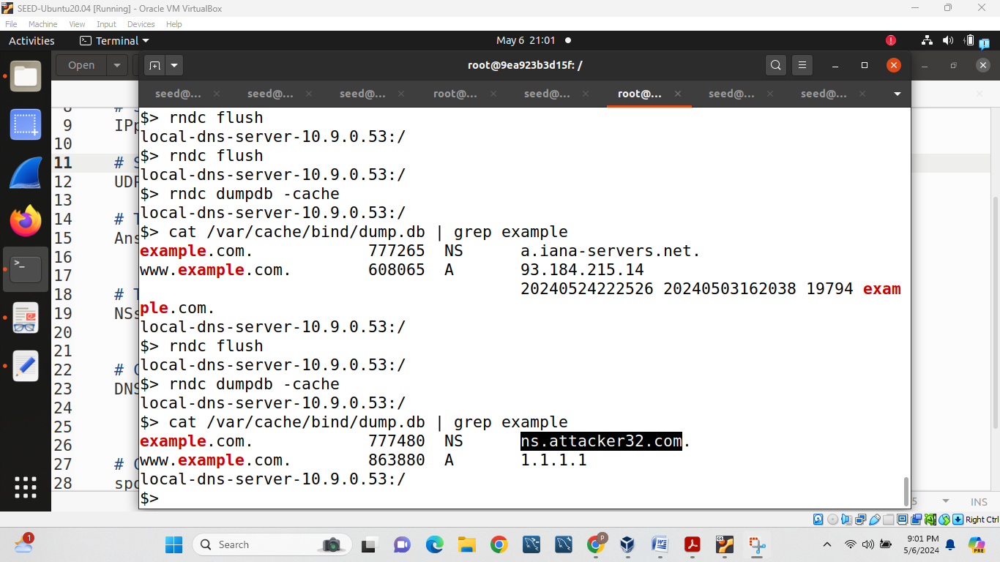 SEED-Ubuntu20.04 [Running] - Oracle VM VirtualBox
File Machine View Input Devices Help
Activities Terminal May 6 21:01
Open root@9ea923b3d15f: /
seed@... seed@... seed@... root@... seed@... root@... seed@... seed@...
8 #
9 IPp
10
11 # S
12 UDP
13
14 # T
15 Ans
16
17
18 # T
19 NSs
20
21
22 # C
23 DNS
24
25
26
27 # C
28 spo
$> rndc flush
local-dns-server-10.9.0.53:/
$> rndc flush
local-dns-server-10.9.0.53:/
$> rndc dumpdb -cache
local-dns-server-10.9.0.53:/
$> cat /var/cache/bind/dump.db | grep example
example.com. 777265 NS a.iana-servers.net.
www.example.com. 608065 A 93.184.215.14
20240524222526 20240503162038 19794 exam
ple.com.
local-dns-server-10.9.0.53:/
$> rndc flush
local-dns-server-10.9.0.53:/
$> rndc dumpdb -cache
local-dns-server-10.9.0.53:/
$> cat /var/cache/bind/dump.db | grep example
example.com. 777480 NS ns.attacker32.com.
www.example.com. 863880 A 1.1.1.1
local-dns-server-10.9.0.53:/
$>
5 INS
Right Ctrl
1 Search 9:01 PM
5/6/2024
PRE